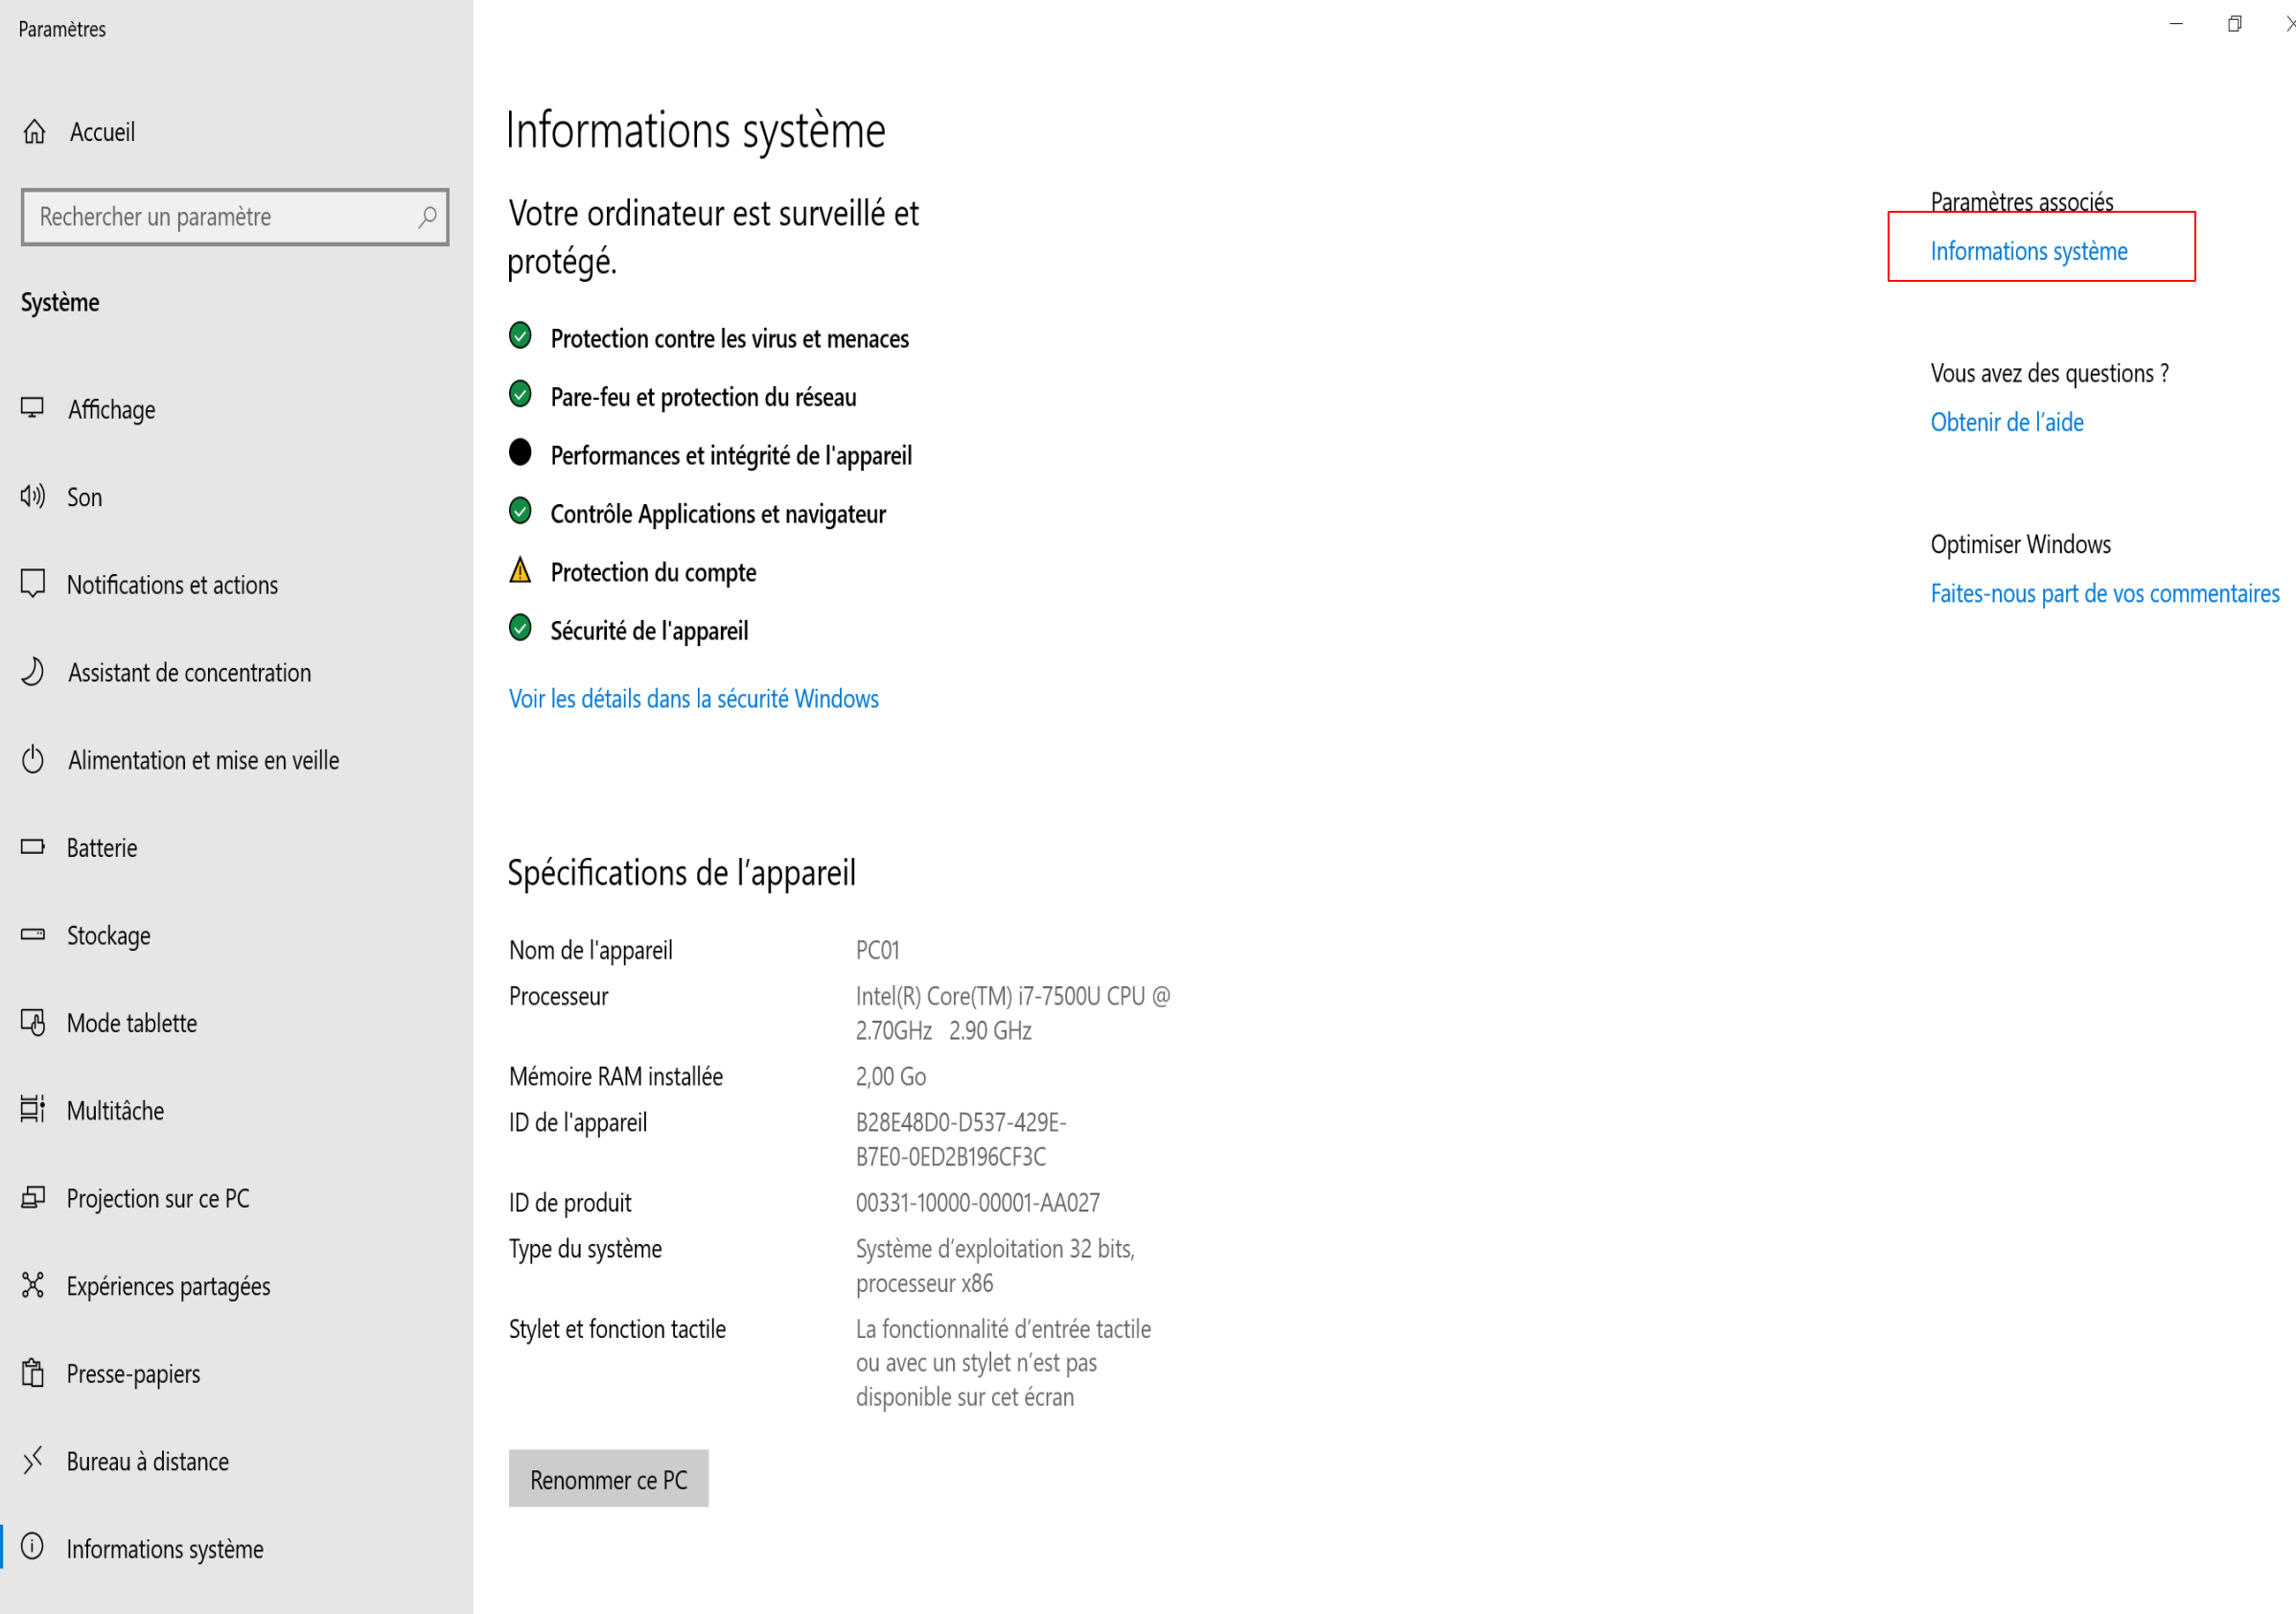 Paramètres
Accueil
Rechercher un paramètre
Système
Affichage
Son
Notifications et actions
Assistant de concentration
Alimentation et mise en veille
Batterie
Stockage
Mode tablette
Multitâche
Projection sur ce PC
Expériences partagées
Presse-papiers
Bureau à distance
Informations système
Informations système
Votre ordinateur est surveillé et
protégé.
Protection contre les virus et menaces
Pare-feu et protection du réseau
Performances et intégrité de l'appareil
Contrôle Applications et navigateur
Protection du compte
Sécurité de l'appareil
Voir les détails dans la sécurité Windows
Spécifications de l’appareil
Nom de l'appareil PC01
Processeur Intel(R) Core(TM) i7-7500U CPU @
2.70GHz 2.90 GHz
Mémoire RAM installée 2,00 Go
ID de l'appareil B28E48D0-D537-429E-
B7E0-0ED2B196CF3C
ID de produit 00331-10000-00001-AA027
Type du système Système d’exploitation 32 bits,
processeur x86
Stylet et fonction tactile La fonctionnalité d’entrée tactile
ou avec un stylet n’est pas
disponible sur cet écran
Renommer ce PC
Paramètres associés
Informations système
Vous avez des questions ?
Obtenir de l’aide
Optimiser Windows
Faites-nous part de vos commentaires